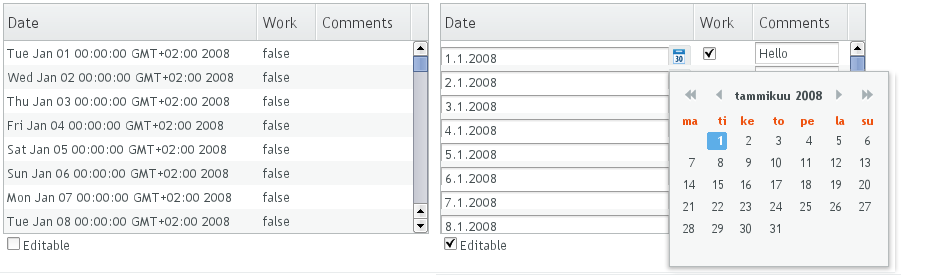 Date Work Comments
Tue Jan 01 00:00:00 GMT+02:00 2008 false
Wed Jan 02 00:00:00 GMT+02:00 2008 false
Thu Jan 03 00:00:00 GMT+02:00 2008 false
Fri Jan 04 00:00:00 GMT+02:00 2008 false
Sat Jan 05 00:00:00 GMT+02:00 2008 false
Sun Jan 06 00:00:00 GMT+02:00 2008 false
Mon Jan 07 00:00:00 GMT+02:00 2008 false
Tue Jan 08 00:00:00 GMT+02:00 2008 false
Editable
Date Work Comments
1.1.2008 30 Hello
2.1.2008
3.1.2008
4.1.2008
5.1.2008
6.1.2008
7.1.2008
8.1.2008
Editable
tammikuu 2008
ma ti ke to pe la su
1 2 3 4 5 6
7 8 9 10 11 12 13
14 15 16 17 18 19 20
21 22 23 24 25 26 27
28 29 30 31